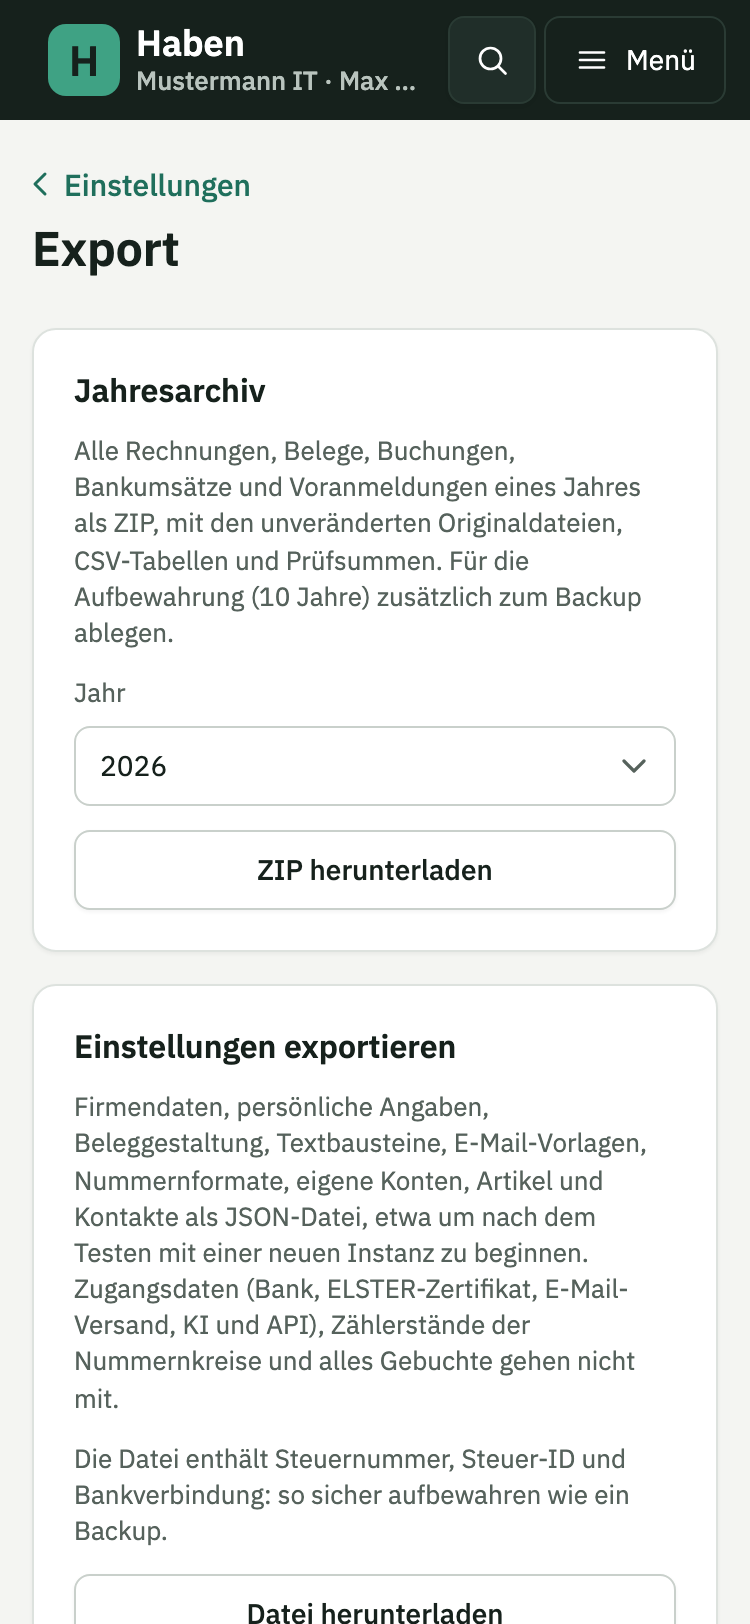 H
Haben
Mustermann IT · Max ...
Menü
Einstellungen
Export
Jahresarchiv
Alle Rechnungen, Belege, Buchungen,
Bankumsätze und Voranmeldungen eines Jahres
als ZIP, mit den unveränderten Originaldateien,
CSV-Tabellen und Prüfsummen. Für die
Aufbewahrung (10 Jahre) zusätzlich zum Backup
ablegen.
Jahr
2026
ZIP herunterladen
Einstellungen exportieren
Firmendaten, persönliche Angaben,
Beleggestaltung, Textbausteine, E-Mail-Vorlagen,
Nummernformate, eigene Konten, Artikel und
Kontakte als JSON-Datei, etwa um nach dem
Testen mit einer neuen Instanz zu beginnen.
Zugangsdaten (Bank, ELSTER-Zertifikat, E-Mail-
Versand, KI und API), Zählerstände der
Nummernkreise und alles Gebuchte gehen nicht
mit.
Die Datei enthält Steuernummer, Steuer-ID und
Bankverbindung: so sicher aufbewahren wie ein
Backup.
Datei herunterladen